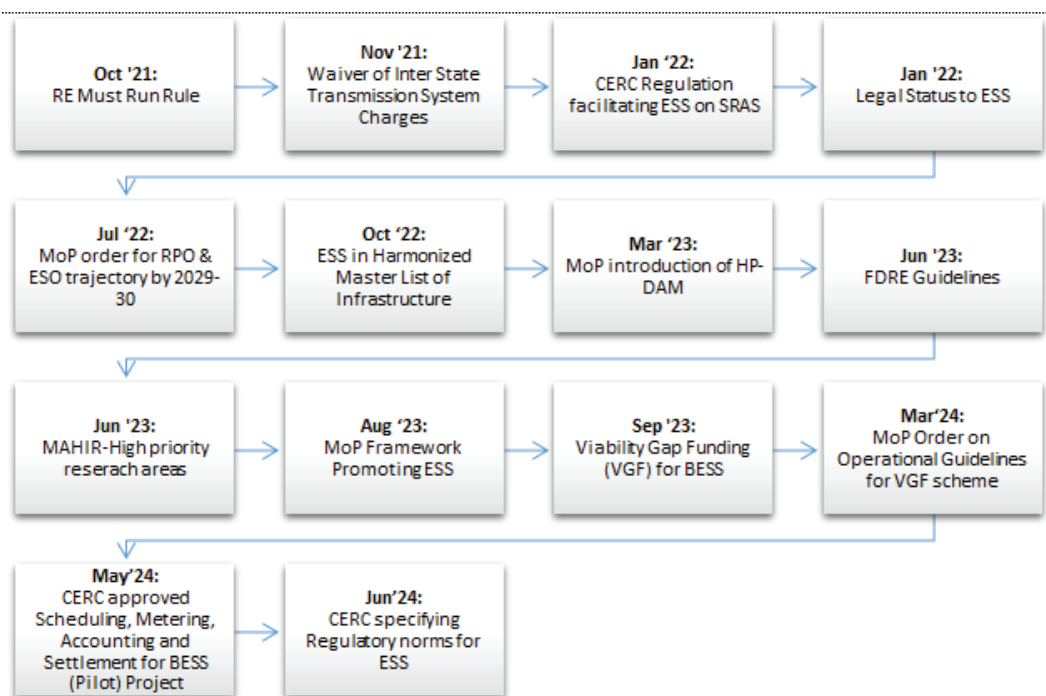 Oct '21:
RE Must Run Rule
Nov '21:
Waiver of Inter State
Transmission System
Charges
Jan ‘22:
CERC Regulation
facilitating ESS on SRAS
Jan '22:
Legal Status to ESS
Jul ‘22:
MoP order for RPO &
ESO trajectory by 2029-
30
Oct ‘22:
ESS in Harmonized
Master List of
Infrastructure
Mar ‘23:
MoP introduction of HP-
DAM
Jun '23:
FDRE Guidelines
Jun '23:
MAHIR-High priority
reserach areas
Aug ‘23:
MoP Framework
Promoting ESS
Sep '23:
Viability Gap Funding
(VGF) for BESS
Mar‘24:
MoP Order on
Operational Guidelines
for VGF scheme
May’24:
CERC approved
Scheduling, Metering,
Accounting and
Settlement for BESS
(Pilot) Project
Jun’24:
CERC specifying
Regulatory norms for
ESS